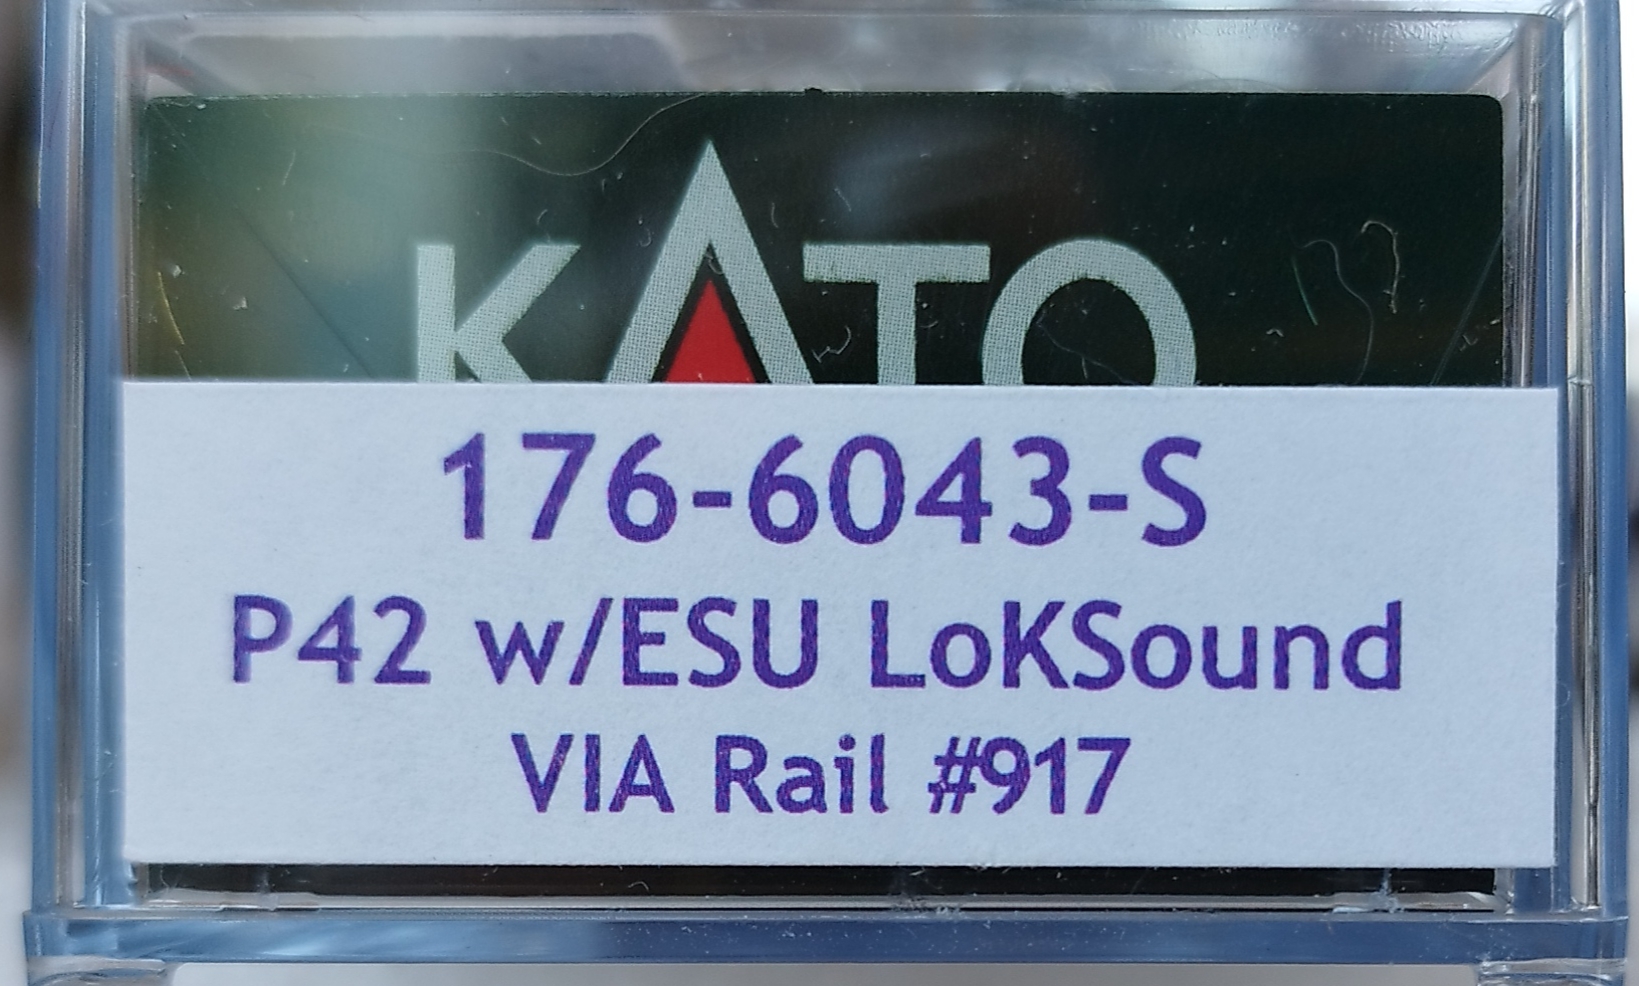 KATO
176-6043-S
P42 w/ESU LoKSound
VIA Rail #917